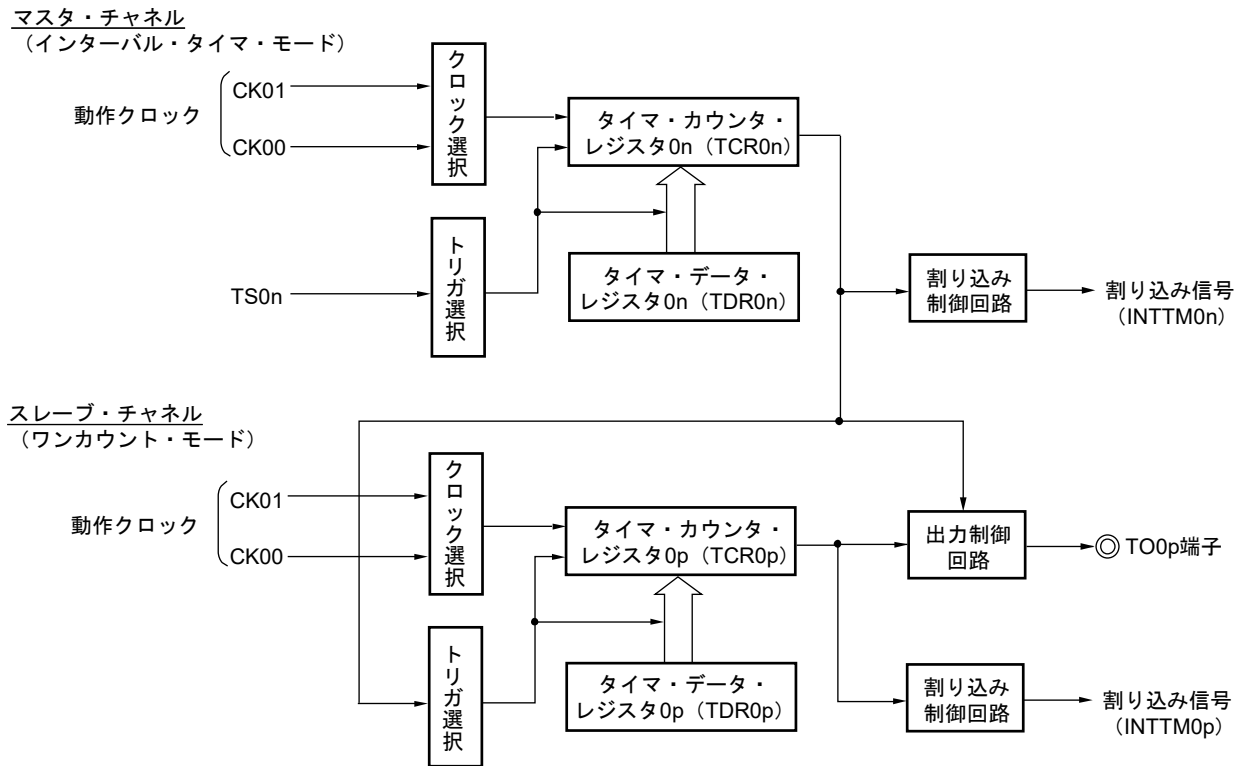 マスタ・チャネル
（インターバル・タイマ・モード）
動作クロック
CK01
CK00
クロック選択
タイマ・カウンタ・
レジスタ0n（TCR0n）
TS0n
トリガ選択
タイマ・データ・
レジスタ0n（TDR0n）
割り込み
制御回路
割り込み信号
（INTTM0n）
スレーブ・チャネル
（ワンカウント・モード）
動作クロック
CK01
CK00
クロック選択
タイマ・カウンタ・
レジスタ0p（TCR0p）
出力制御
回路
TO0p端子
トリガ選択
タイマ・データ・
レジスタ0p（TDR0p）
割り込み
制御回路
割り込み信号
（INTTM0p）